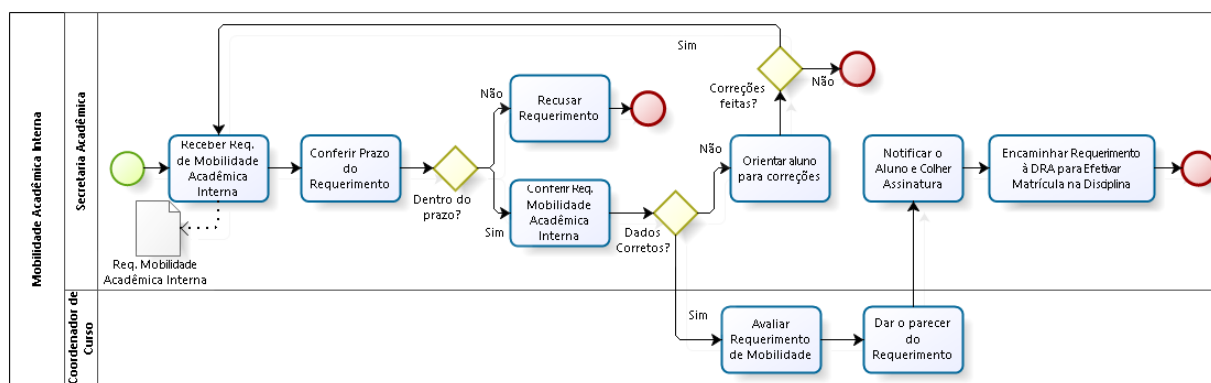 Mobilidade Acadêmica Interna
Secretaria Acadêmica
Receber Req.
de Mobilidade
Acadêmica
Interna
Req. Mobilidade
Acadêmica Interna
Conferir Prazo
do
Requerimento
Dentro do
prazo?
Não
Recusar
Requerimento
Sim
Conferir Req.
Mobilidade
Acadêmica
Interna
Dados
Corretos?
Não
Orientar aluno
para correções
Correções
feitas?
Sim
Não
Sim
Notificar o
Aluno e Colher
Assinatura
Encaminhar Requerimento
à DRA para Efetivar
Matrícula na Disciplina
Coordenador de
Curso
Avaliar
Requerimento
de Mobilidade
Dar o parecer
do
Requerimento